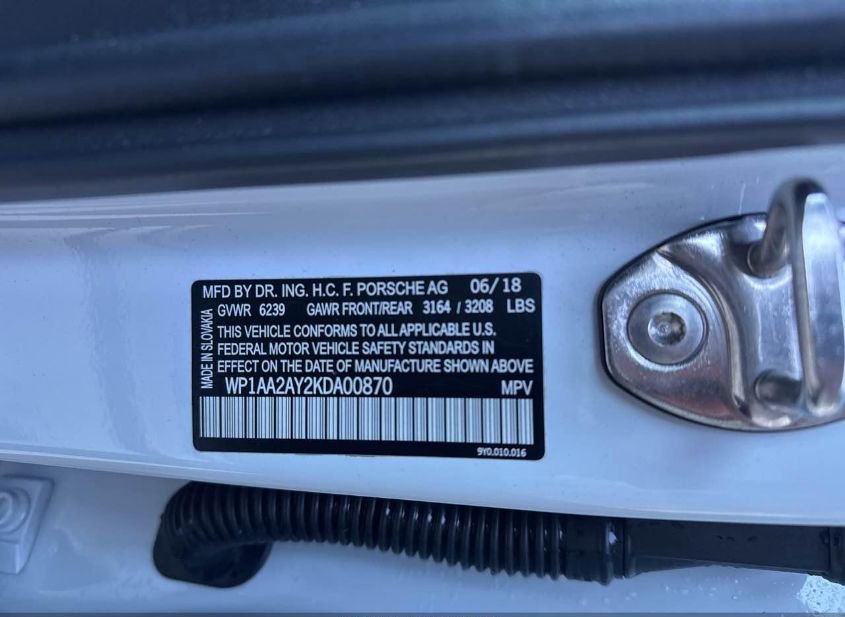 MFD BY DR. ING. H.C. F. PORSCHE AG 06/18
GVWR 6239 GAWR FRONT/REAR 3164 / 3208 LBS
THIS VEHICLE CONFORMS TO ALL APPLICABLE U.S.
FEDERAL MOTOR VEHICLE SAFETY STANDARDS IN
EFFECT ON THE DATE OF MANUFACTURE SHOWN ABOVE
WP1AA2AY2KDA00870 MPV
9Y0.010.016
MADE IN SLOVAKIA